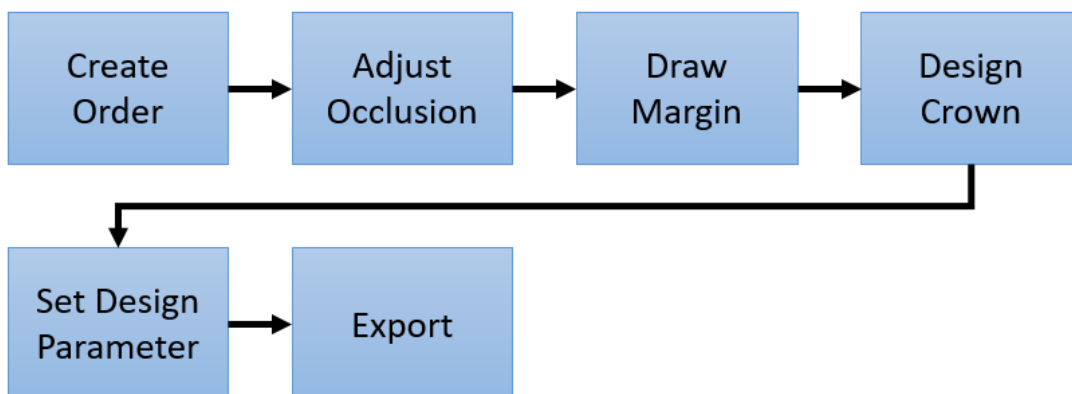 Create
Order
Adjust
Occlusion
Draw
Margin
Design
Crown
Set Design
Parameter
Export